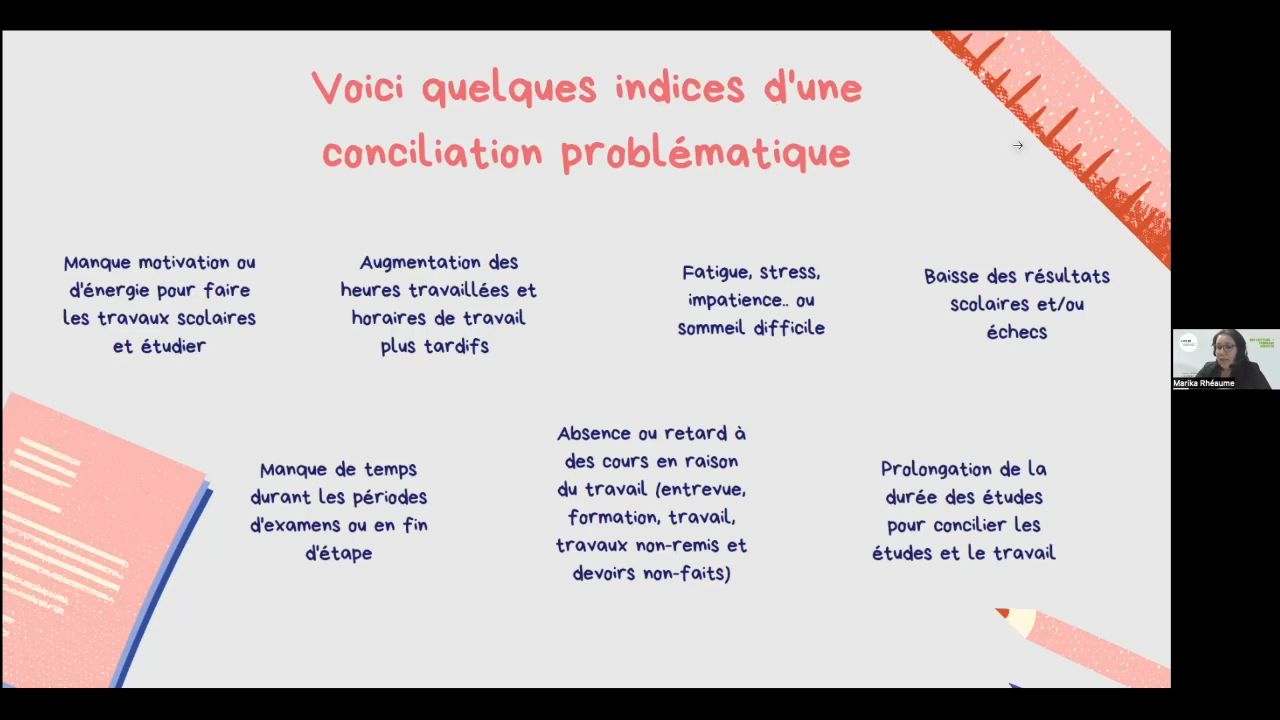 Voici quelques indices d'une
conciliation problématique
Manque motivation ou
d'énergie pour faire
les travaux scolaires
et étudier
Augmentation des
heures travaillées et
horaires de travail
plus tardifs
Fatigue, stress,
impatience.. ou
sommeil difficile
Baisse des résultats
scolaires et/ou
échecs
Manque de temps
durant les périodes
d'examens ou en fin
d'étape
Absence ou retard à
des cours en raison
du travail (entrevue,
formation, travail,
travaux non-remis et
devoirs non-faits)
Prolongation de la
durée des études
pour concilier les
études et le travail
Marika Rhéaume